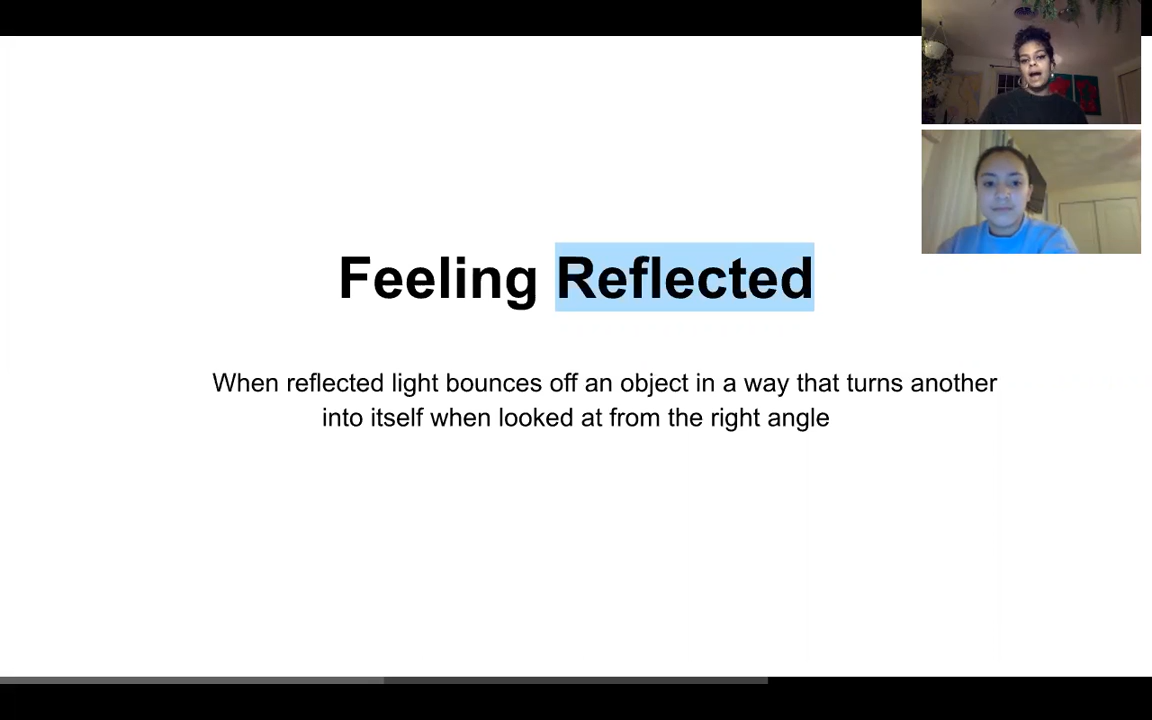 Feeling Reflected
When reflected light bounces off an object in a way that turns another
into itself when looked at from the right angle